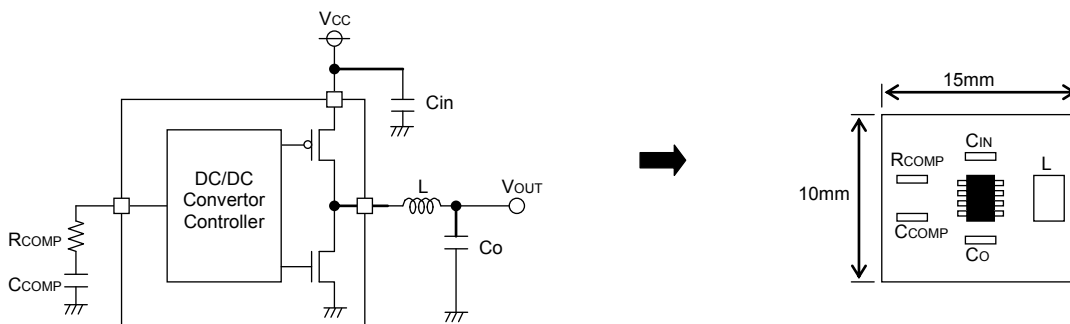 VCC
Cin
DC/DC
Convertor
Controller
L
VOUT
RCOMP
Co
CCOMP
15mm
10mm
CIN
RCOMP
L
CCOMP
CO